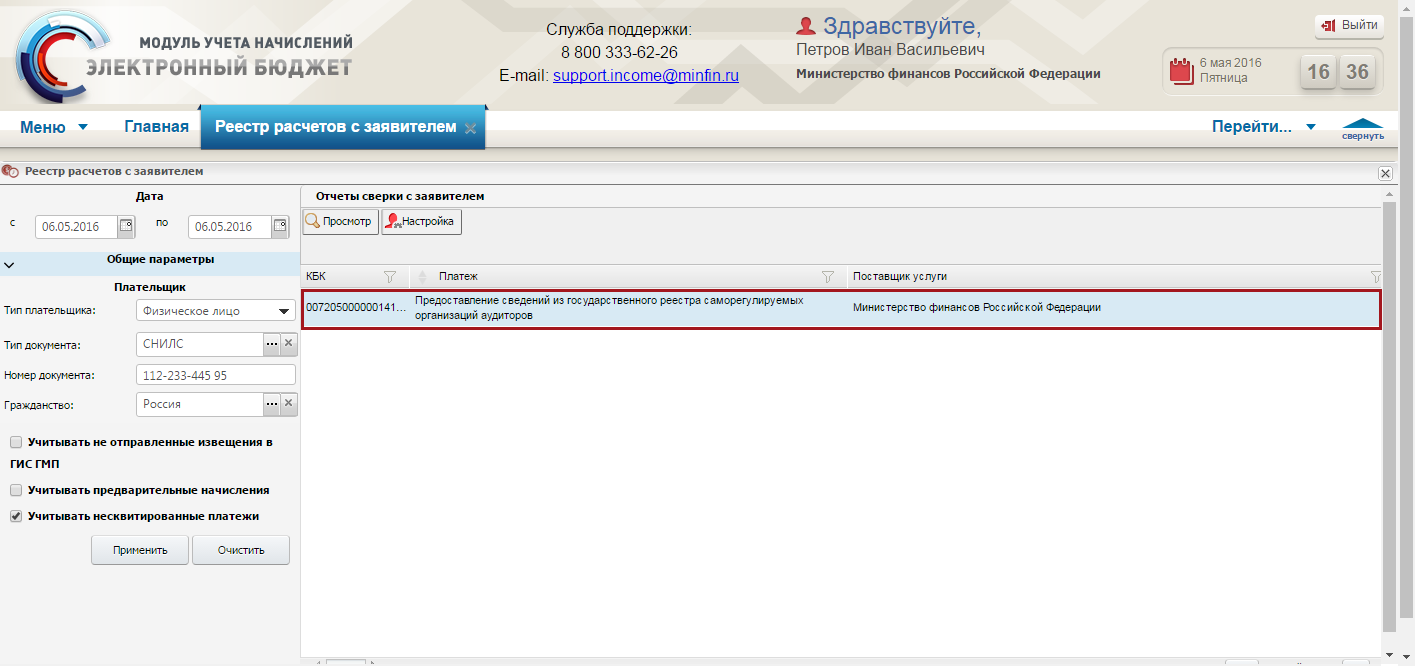 МОДУЛЬ УЧЕТА НАЧИСЛЕНИЙ
ЭЛЕКТРОННЫЙ БЮДЖЕТ
Служба поддержки:
8 800 333-62-26
E-mail: support.income@minfin.ru
Здравствуйте,
Петров Иван Васильевич
Министерство финансов Российской Федерации
Выйти
6 мая 2016
Пятница
16 36
Меню
Главная
Реестр расчетов с заявителем
Перейти...
свернуть
Реестр расчетов с заявителем
Дата
с 06.05.2016 по 06.05.2016
Общие параметры
Плательщик
Тип плательщика: Физическое лицо
Тип документа: СНИЛС
Номер документа: 112-233-445 95
Гражданство: Россия
Учитывать не отправленные извещения в
ГИС ГМП
Учитывать предварительные начисления
Учитывать несквитированные платежи
Применить Очистить
Отчеты сверки с заявителем
Просмотр Настройка
КБК Платеж Поставщик услуги
007205000000141... Предоставление сведений из государственного реестра саморегулируемых
организаций аудиторов
Министерство финансов Российской Федерации